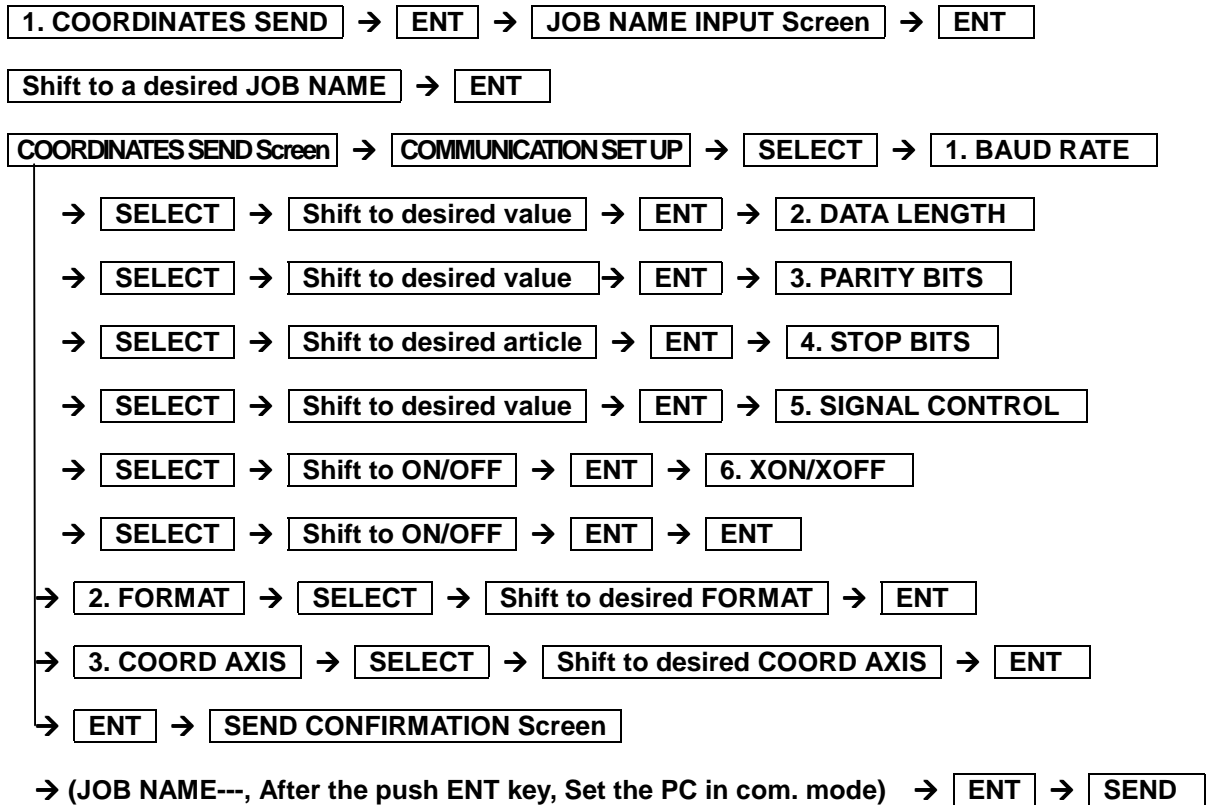 1. COORDINATES SEND → ENT → JOB NAME INPUT Screen → ENT
Shift to a desired JOB NAME → ENT
COORDINATES SEND Screen → COMMUNICATION SET UP → SELECT → 1. BAUD RATE
→ SELECT → Shift to desired value → ENT → 2. DATA LENGTH
→ SELECT → Shift to desired value → ENT → 3. PARITY BITS
→ SELECT → Shift to desired article → ENT → 4. STOP BITS
→ SELECT → Shift to desired value → ENT → 5. SIGNAL CONTROL
→ SELECT → Shift to ON/OFF → ENT → 6. XON/XOFF
→ SELECT → Shift to ON/OFF → ENT → ENT
→ 2. FORMAT → SELECT → Shift to desired FORMAT → ENT
→ 3. COORD AXIS → SELECT → Shift to desired COORD AXIS → ENT
→ ENT → SEND CONFIRMATION Screen
→ (JOB NAME---, After the push ENT key, Set the PC in com. mode) → ENT → SEND